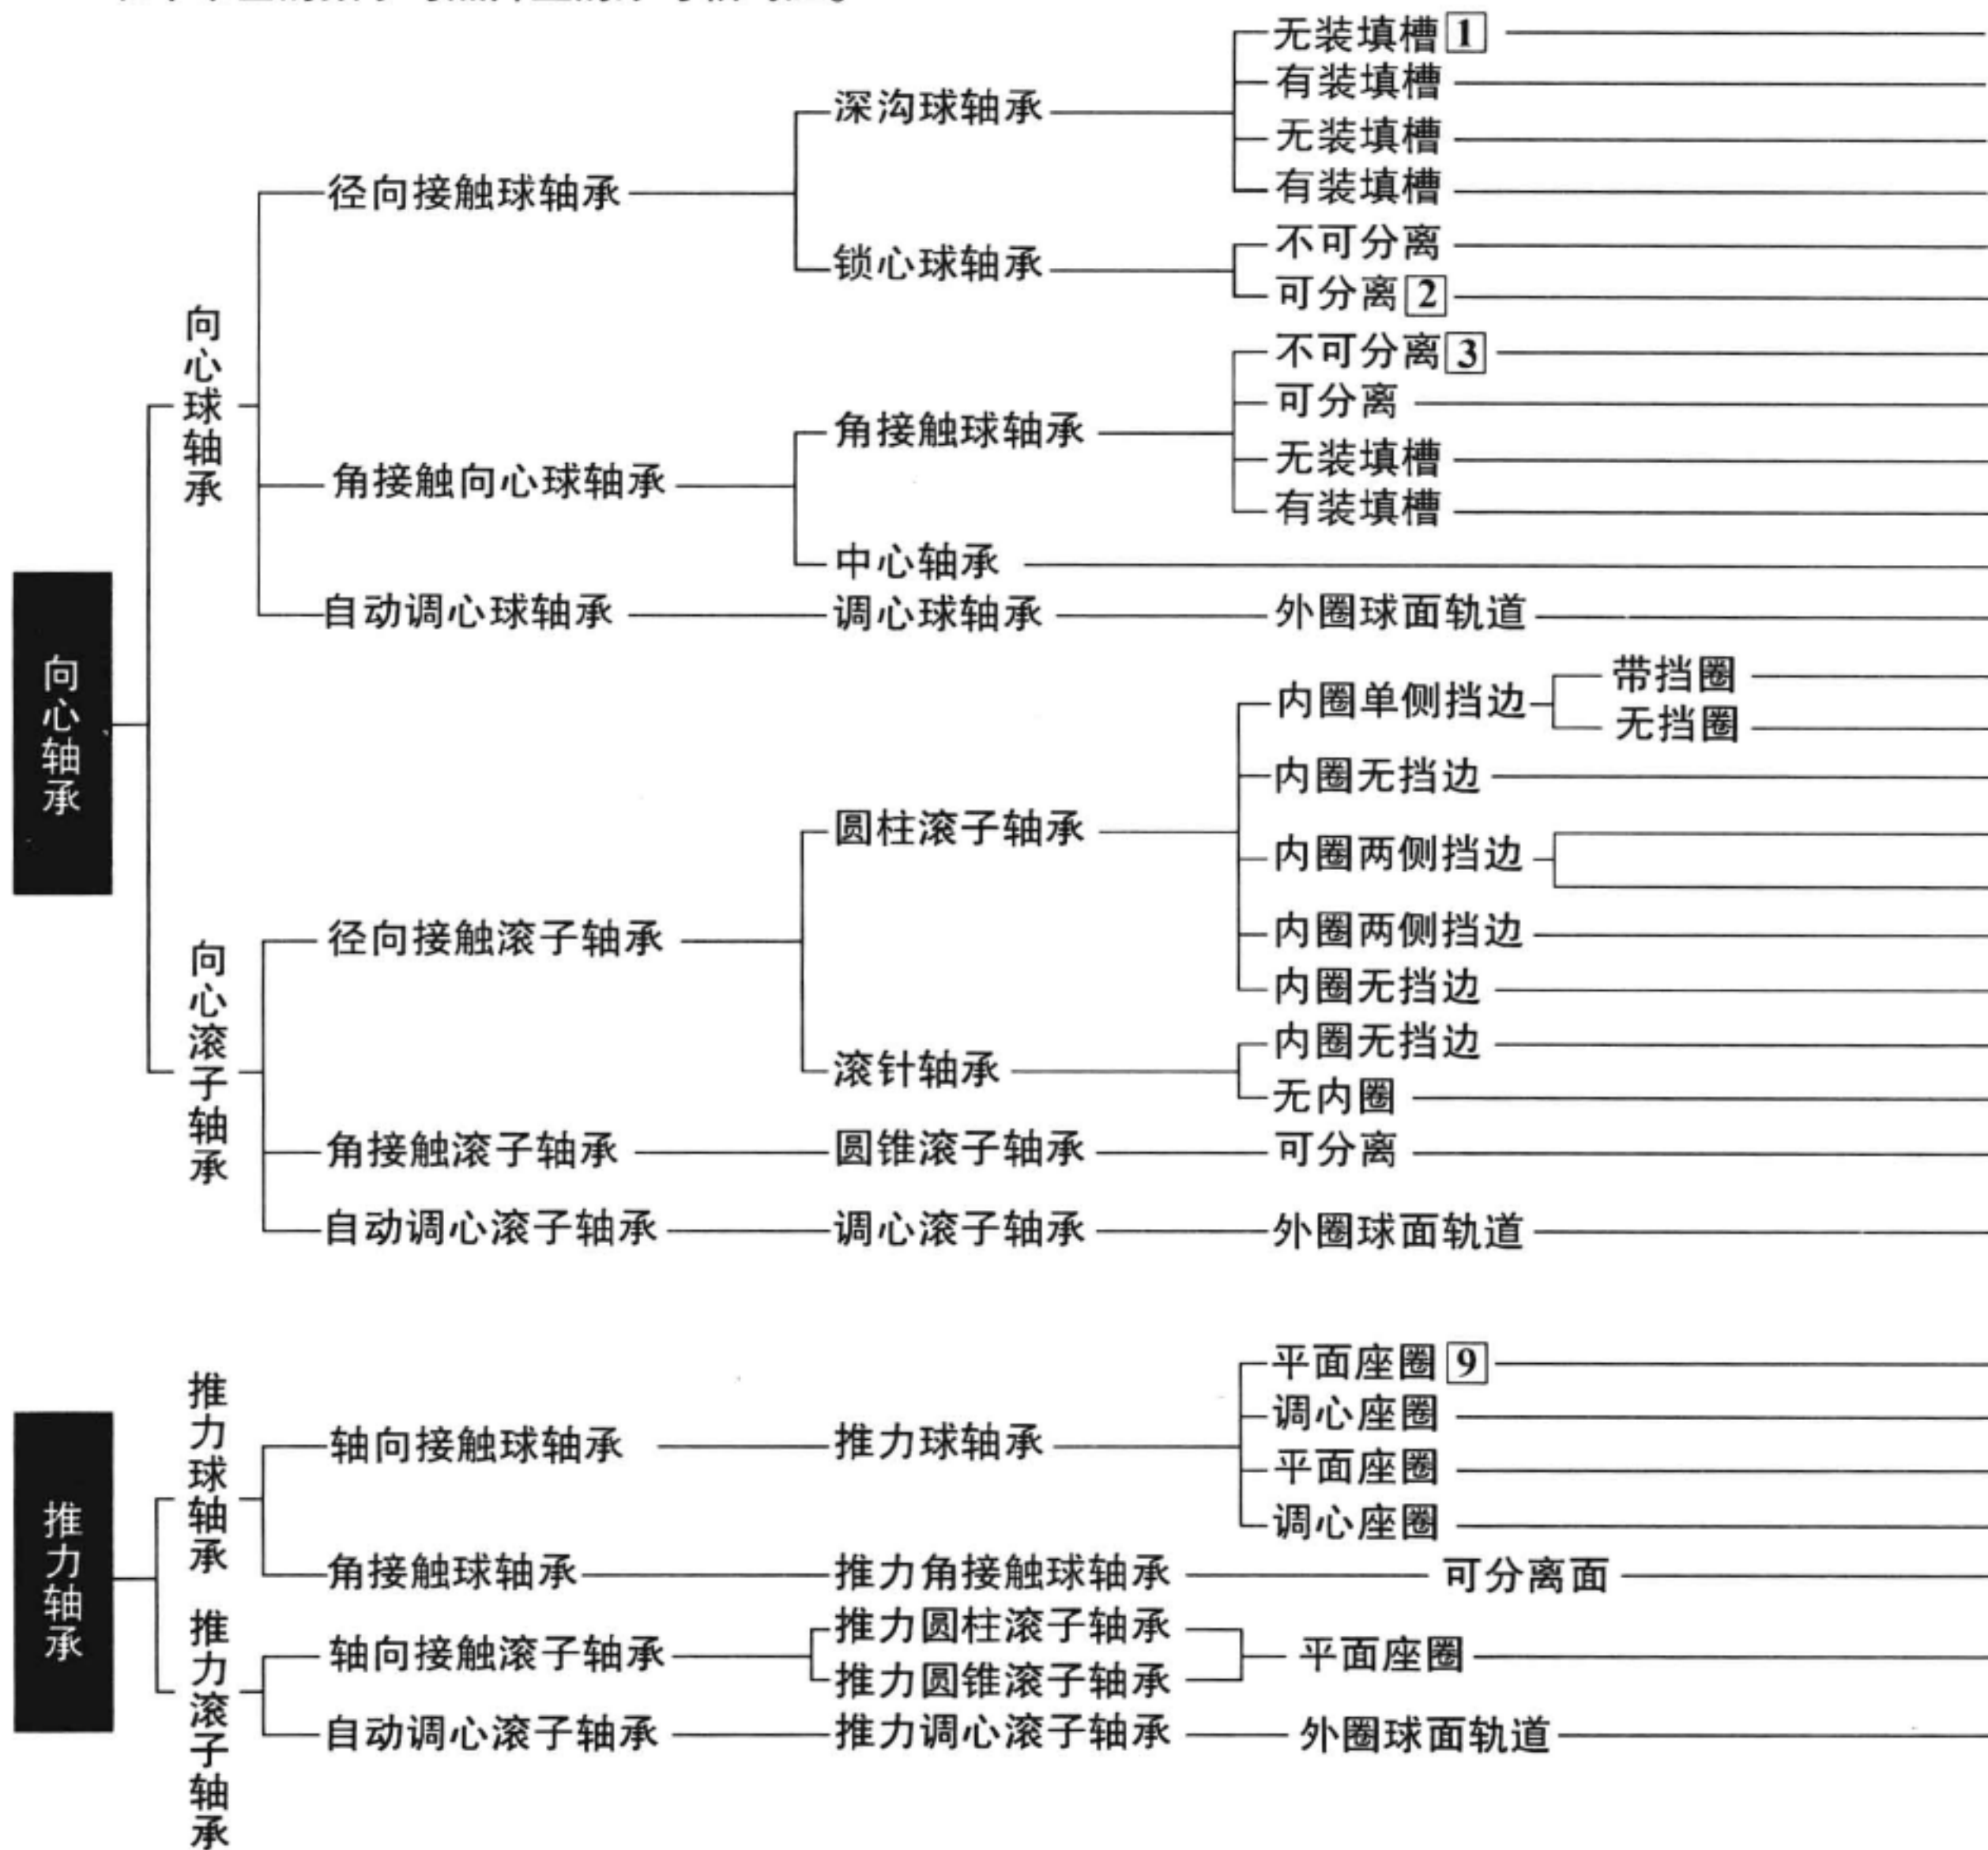 无装填槽 1
有装填槽
深沟球轴承
无装填槽
径向接触球轴承
有装填槽
不可分离
锁心球轴承
可分离 2
向心球轴承
不可分离 3
可分离
角接触球轴承
无装填槽
角接触向心球轴承
有装填槽
中心轴承
自动调心球轴承
调心球轴承
外圈球面轨道
向心轴承
带挡圈
内圈单侧挡边
无挡圈
内圈无挡边
圆柱滚子轴承
内圈两侧挡边
径向接触滚子轴承
内圈两侧挡边
内圈无挡边
向心滚子轴承
内圈无挡边
滚针轴承
无内圈
角接触滚子轴承
圆锥滚子轴承
可分离
自动调心滚子轴承
调心滚子轴承
外圈球面轨道
平面座圈 9
推力球轴承
调心座圈
轴向接触球轴承
推力球轴承
平面座圈
调心座圈
推力轴承
角接触球轴承
推力角接触球轴承
可分离面
推力滚子轴承
推力圆柱滚子轴承
轴向接触滚子轴承
平面座圈
推力圆锥滚子轴承
自动调心滚子轴承
推力调心滚子轴承
外圈球面轨道